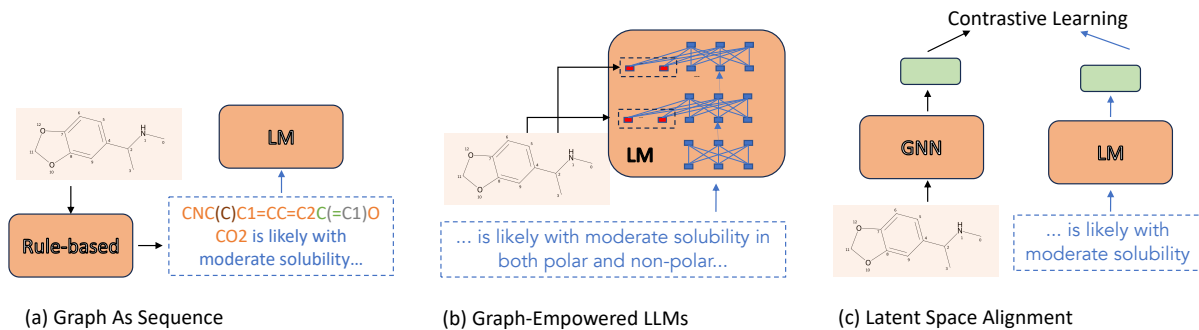 Contrastive Learning
LM
Rule-based
CNC(C)C1=CC=C2C(=C1)O
CO2 is likely with
moderate solubility...
(a) Graph As Sequence
LM
... is likely with moderate solubility in
both polar and non-polar...
(b) Graph-Empowered LLMs
GNN
LM
... is likely with
moderate solubility
(c) Latent Space Alignment